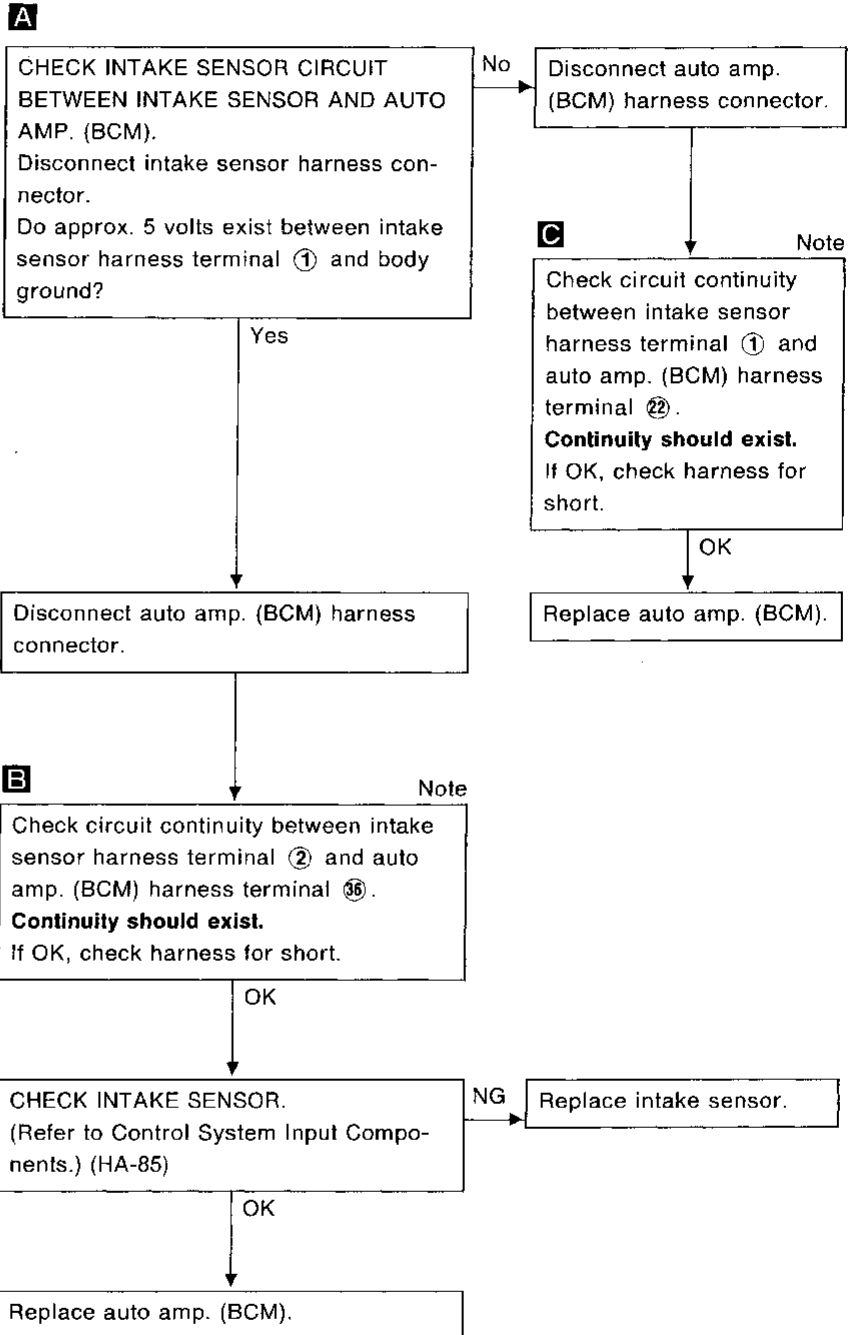 A
CHECK INTAKE SENSOR CIRCUIT
BETWEEN INTAKE SENSOR AND AUTO
AMP. (BCM).
Disconnect intake sensor harness con-
nector.
Do approx. 5 volts exist between intake
sensor harness terminal ① and body
ground?
No
Disconnect auto amp.
(BCM) harness connector.
C
Note
Check circuit continuity
between intake sensor
harness terminal ① and
auto amp. (BCM) harness
terminal ㉒.
Continuity should exist.
If OK, check harness for
short.
OK
Replace auto amp. (BCM).
Yes
Disconnect auto amp. (BCM) harness
connector.
B
Note
Check circuit continuity between intake
sensor harness terminal ② and auto
amp. (BCM) harness terminal ㊱.
Continuity should exist.
If OK, check harness for short.
OK
CHECK INTAKE SENSOR.
(Refer to Control System Input Compo-
nents.) (HA-85)
NG
Replace intake sensor.
OK
Replace auto amp. (BCM).